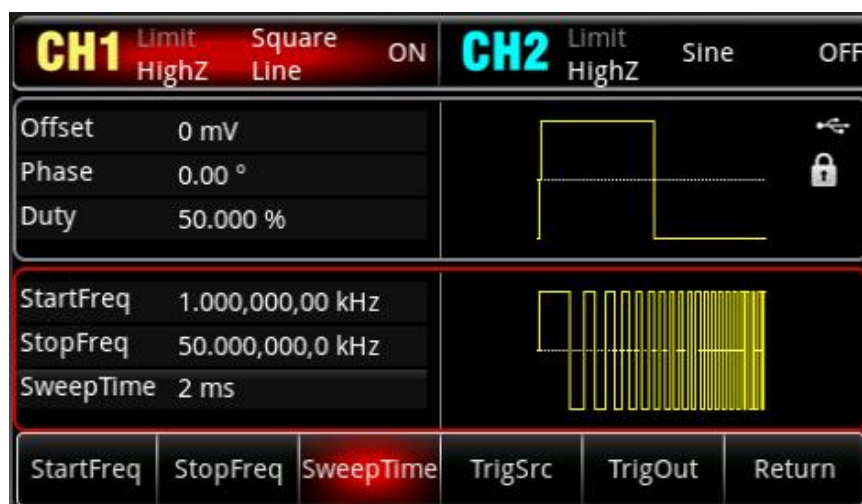 CH1 Limit HighZ Square Line ON
CH2 Limit HighZ Sine OFF
Offset 0 mV
Phase 0.00 °
Duty 50.000 %
StartFreq 1.000,000,00 kHz
StopFreq 50.000,000,0 kHz
SweepTime 2 ms
StartFreq StopFreq SweepTime TrigSrc TrigOut Return